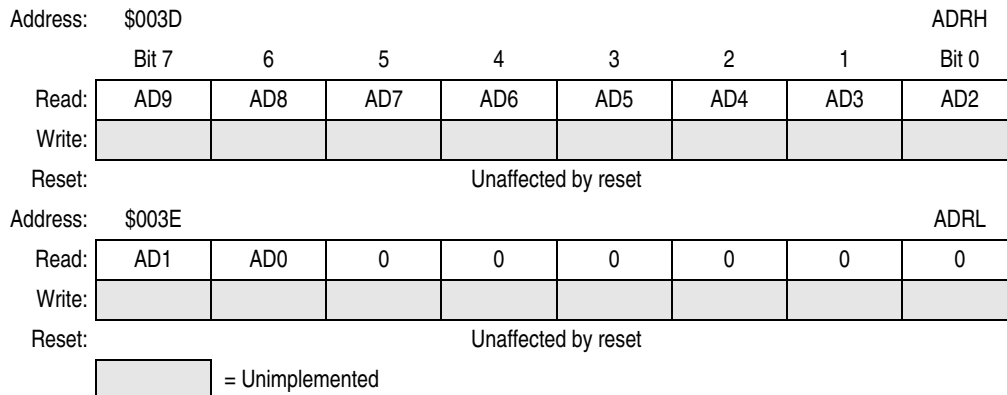 Address: $003D ADRH
Bit 7 6 5 4 3 2 1 Bit 0
Read: AD9 AD8 AD7 AD6 AD5 AD4 AD3 AD2
Write:
Reset: Unaffected by reset
Address: $003E ADRL
Read: AD1 AD0 0 0 0 0 0 0
Write:
Reset: Unaffected by reset
= Unimplemented